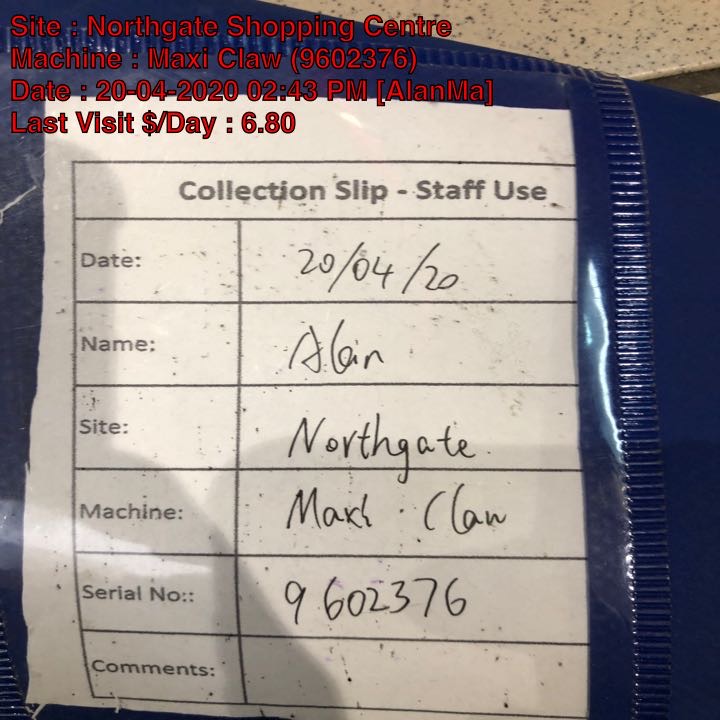 Site : Northgate Shopping Centre
Machine : Maxi Claw (9602376)
Date : 20-04-2020 02:43 PM [AlanMa]
Last Visit $/Day : 6.80
Collection Slip - Staff Use
Date: 20/04/20
Name: Alan
Site: Northgate
Machine: Maxi Claw
Serial No:: 9602376
Comments: